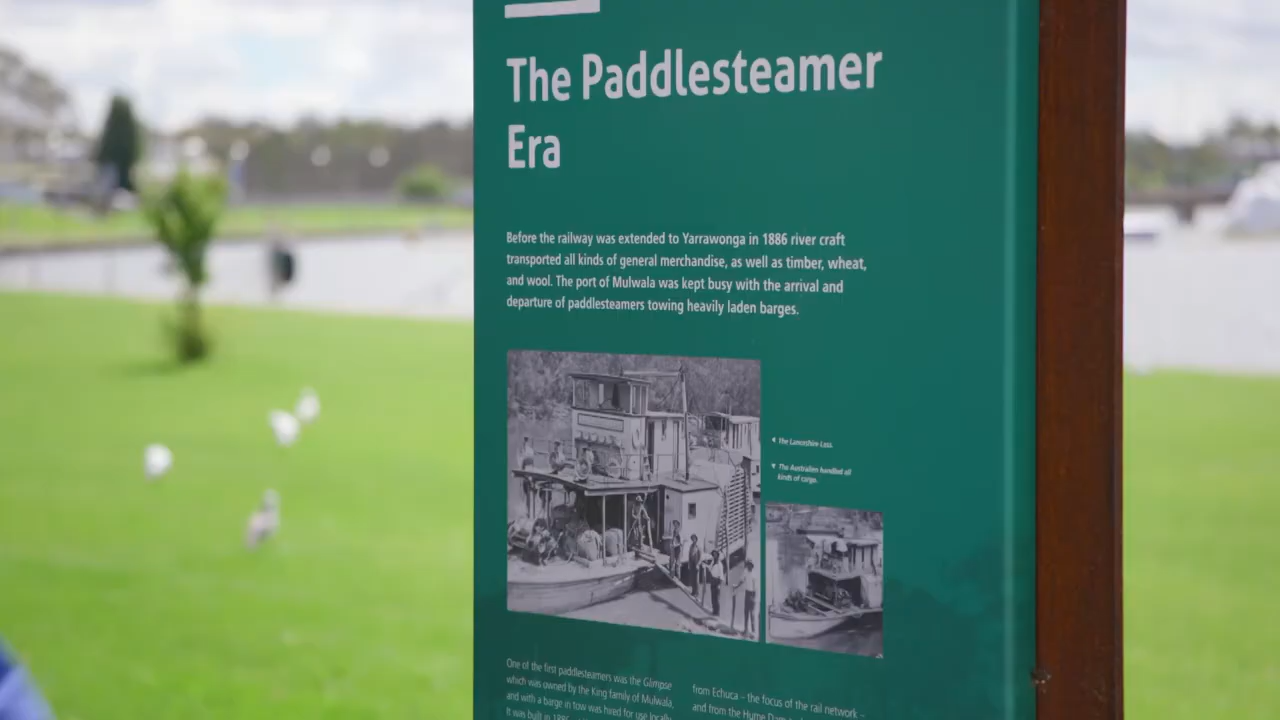 The Paddlesteamer
Era
Before the railway was extended to Yarrawonga in 1886 river craft
transported all kinds of general merchandise, as well as timber, wheat,
and wool. The port of Mulwala was kept busy with the arrival and
departure of paddlesteamers towing heavily laden barges.
The Lancashire Lass.
The Australien handled all
kinds of cargo.
One of the first paddlesteamers was the Glimpse
which was owned by the King family of Mulwala,
and with a barge in tow was hired for use locally.
It was built in 1886
from Echuca – the focus of the rail network –
and from the Hume Dam